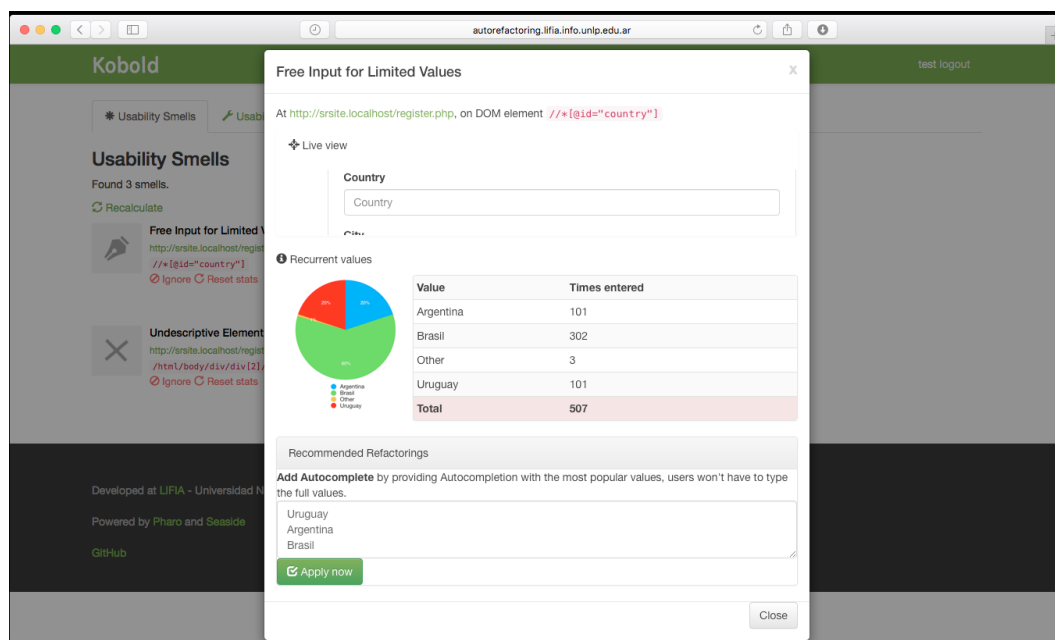 autorefactoring.lifia.info.unlp.edu.ar
Kobold
test logout
Usability Smells
Usabi
Usability Smells
Found 3 smells.
Recalculate
Free Input for Limited V
http://srsite.localhost/regist
//*[@id="country"]
Ignore Reset stats
Undescriptive Element
http://srsite.localhost/regist
/html/body/div/div[2]/
Ignore Reset stats
Developed at LIFIA - Universidad N
Powered by Pharo and Seaside
GitHub
Free Input for Limited Values
x
At http://srsite.localhost/register.php, on DOM element //*[@id="country"]
Live view
Country
Country
City
Recurrent values
20%
20%
60%
Argentina
Brasil
Other
Uruguay
Value Times entered
Argentina 101
Brasil 302
Other 3
Uruguay 101
Total 507
Recommended Refactorings
Add Autocomplete by providing Autocompletion with the most popular values, users won't have to type
the full values.
Uruguay
Argentina
Brasil
Apply now
Close